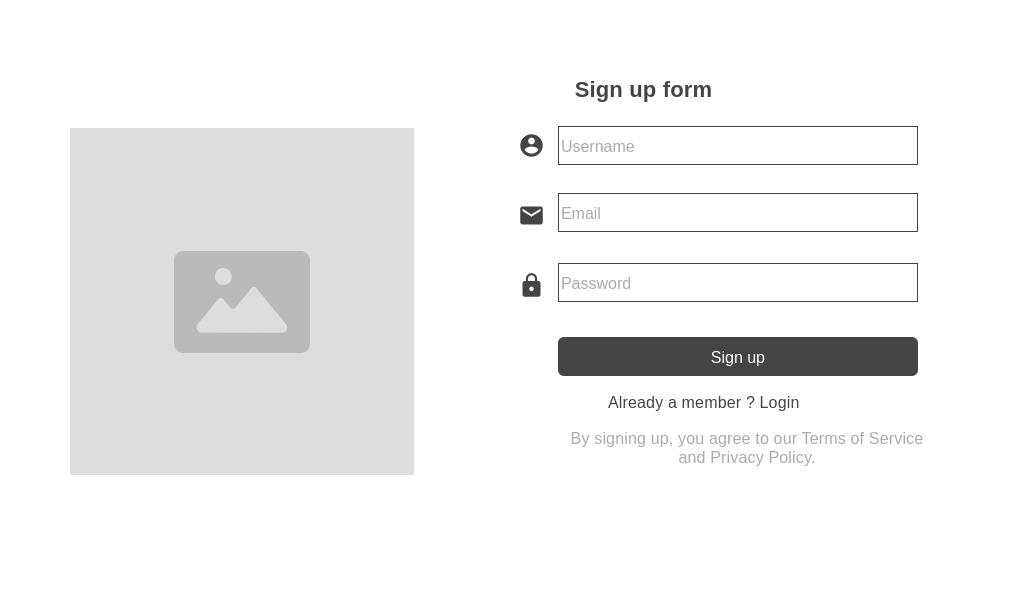 Sign up form
Username
Email
Password
Sign up
Already a member ? Login
By signing up, you agree to our Terms of Service
and Privacy Policy.